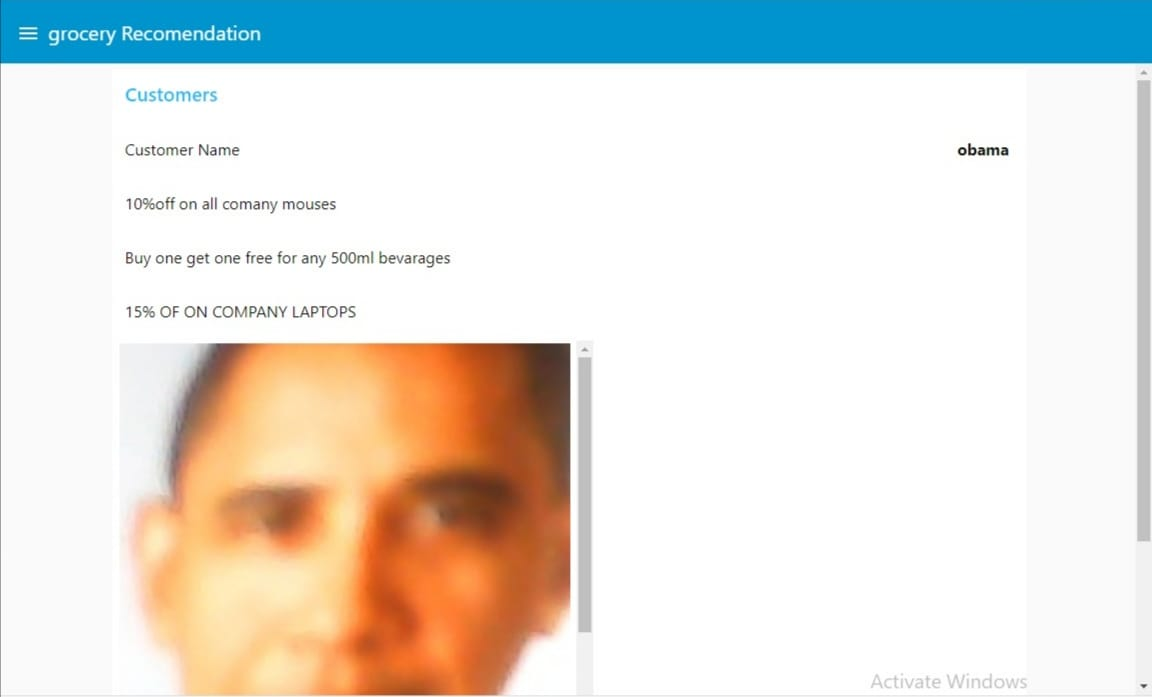 grocery Recomendation
Customers
Customer Name obama
10%off on all comany mouses
Buy one get one free for any 500ml bevarages
15% OF ON COMPANY LAPTOPS
Activate Windows